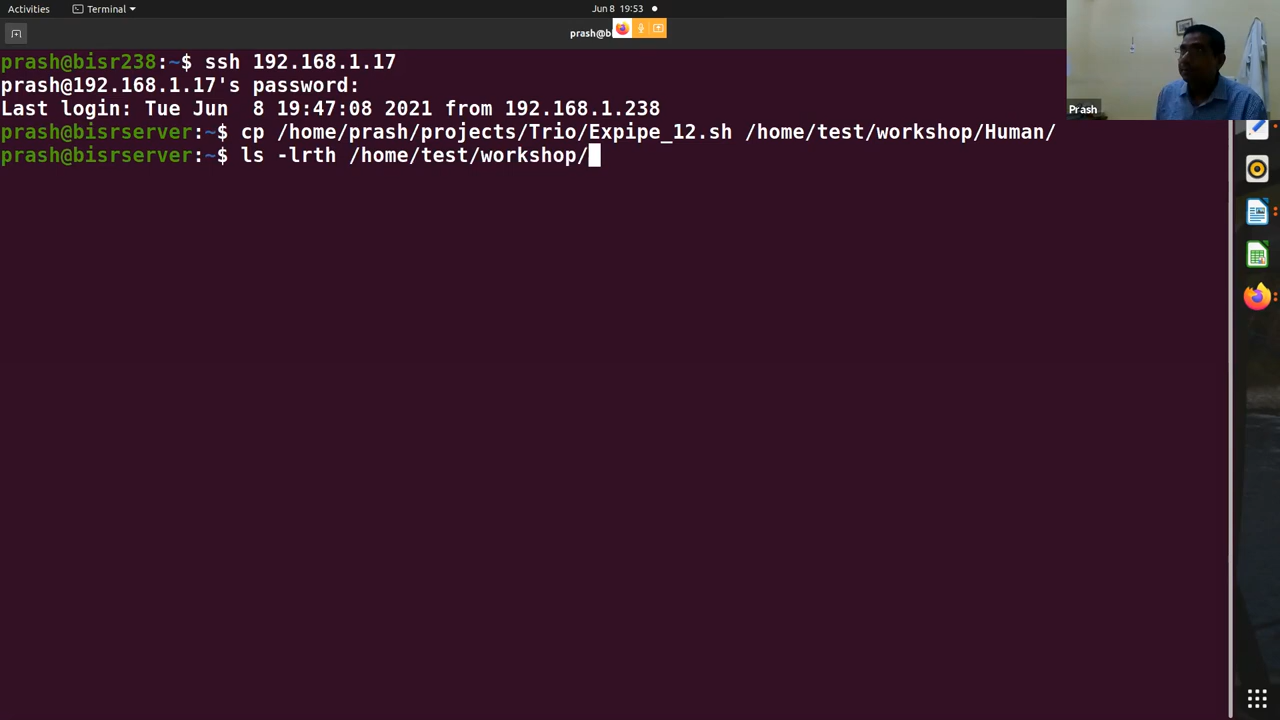 Activities
Terminal
Jun 8 19:53
prash@b
prash@bisr238:~$ ssh 192.168.1.17
prash@192.168.1.17's password:
Last login: Tue Jun  8 19:47:08 2021 from 192.168.1.238
prash@bisrserver:~$ cp /home/prash/projects/Trio/Expipe_12.sh /home/test/workshop/Human/
prash@bisrserver:~$ ls -lrth /home/test/workshop/
Prash